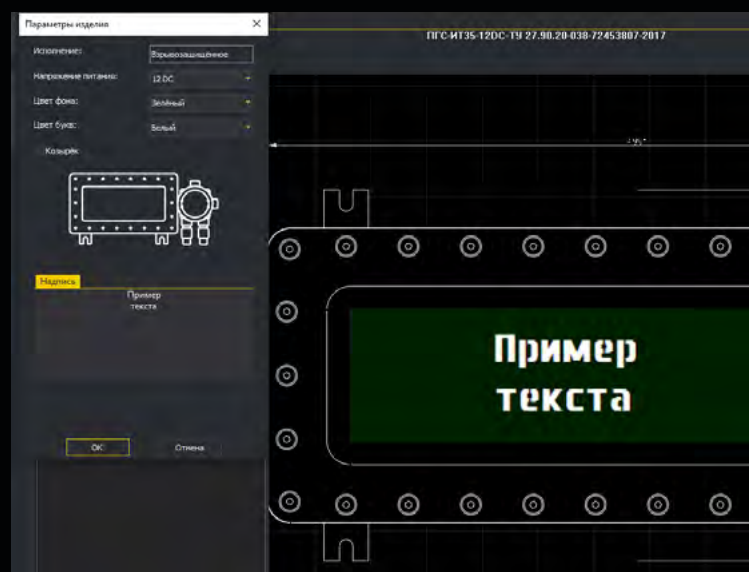 Параметры изделия
Исполнение:
Взрывозащищённое
Напряжение питания:
12 DC
Цвет фона:
Зелёный
Цвет букв:
Белый
Козырёк
Надпись
Пример
текста
ОК
Отмена
ПГС-ИТ35-12DC-ТУ 27.90.20-038-72453807-2017
Пример
текста